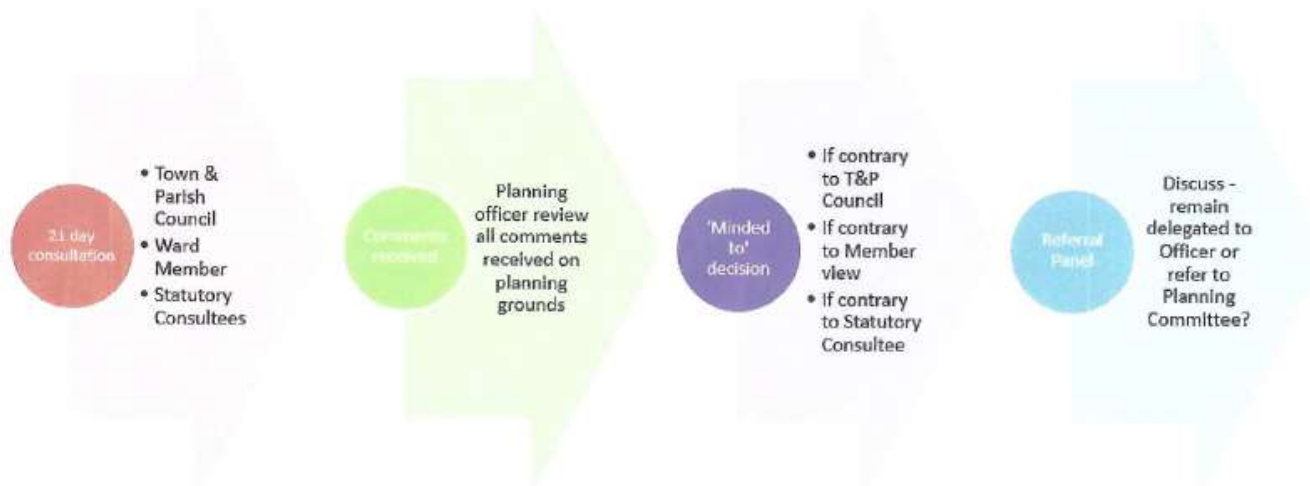 21 day
consultation
• Town &
Parish
Council
• Ward
Member
• Statutory
Consultees
Comments
received
Planning
officer review
all comments
received on
planning
grounds
'Minded
to'
decision
• If contrary
to T&P
Council
• If contrary
to Member
view
• If contrary
to Statutory
Consultee
Referral
Panel
Discuss -
remain
delegated to
Officer or
refer to
Planning
Committee?